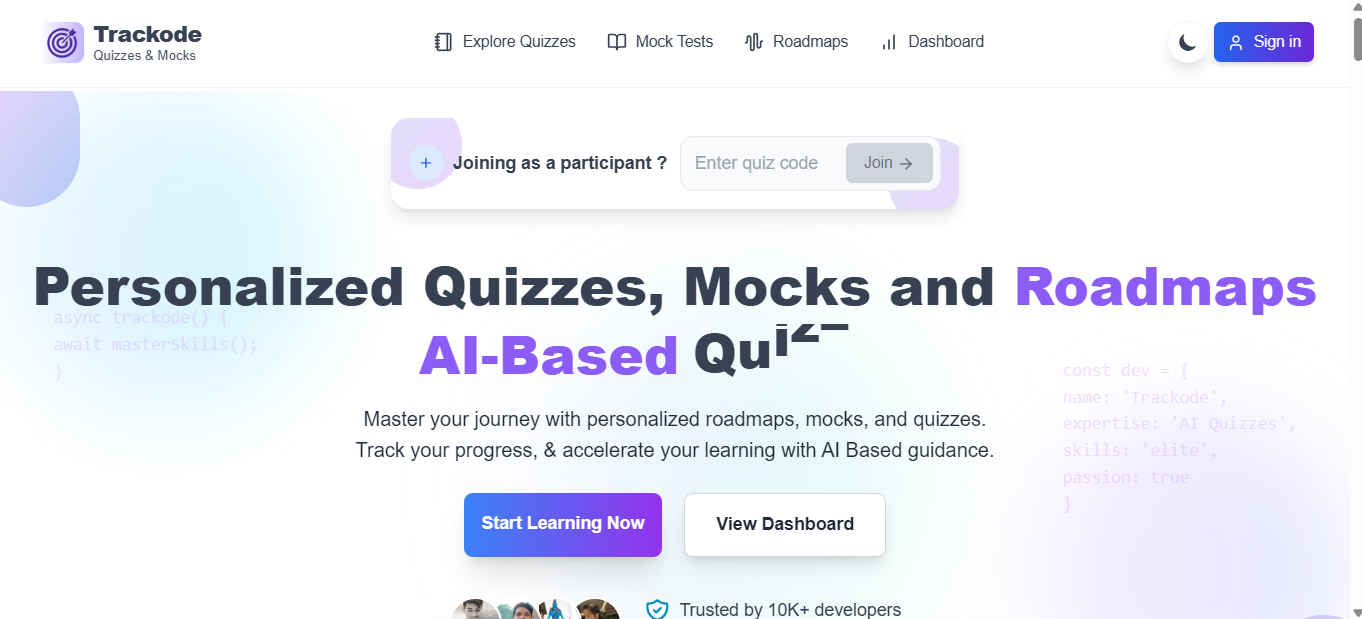 Trackode
Quizzes & Mocks
Explore Quizzes
Mock Tests
Roadmaps
Dashboard
Sign in
+ Joining as a participant ?
Enter quiz code
Join →
Personalized Quizzes, Mocks and Roadmaps
AI-Based Qui
async trackode() {
await masterSkills();
}
const dev = {
name: 'Trackode',
expertise: 'AI Quizzes',
skills: 'elite',
passion: true
}
Master your journey with personalized roadmaps, mocks, and quizzes.
Track your progress, & accelerate your learning with AI Based guidance.
Start Learning Now
View Dashboard
Trusted by 10K+ developers